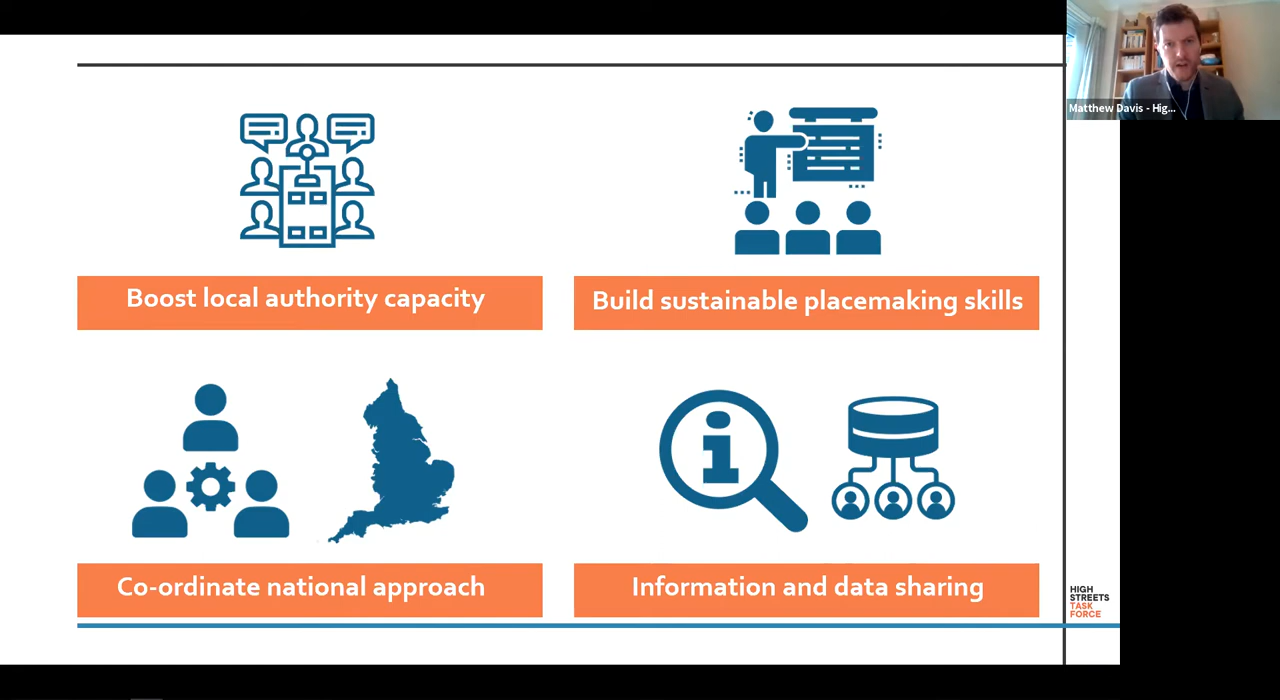 Matthew Davis - Hig...
Boost local authority capacity
Build sustainable placemaking skills
Co-ordinate national approach
Information and data sharing
HIGH
STREETS
TASK
FORCE